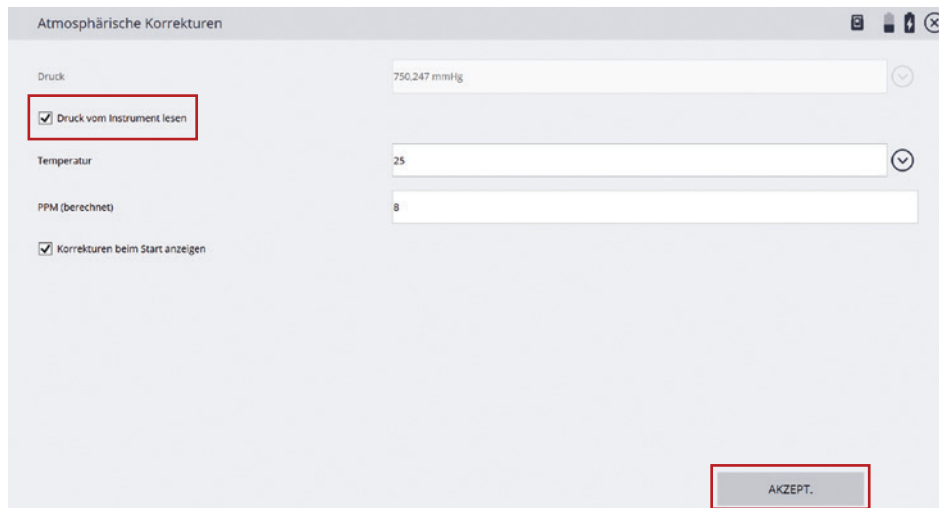 Atmosphärische Korrekturen
Druck 750,247 mmHg
Druck vom Instrument lesen
Temperatur 25
PPM (berechnet) 8
Korrekturen beim Start anzeigen
AKZEPT.